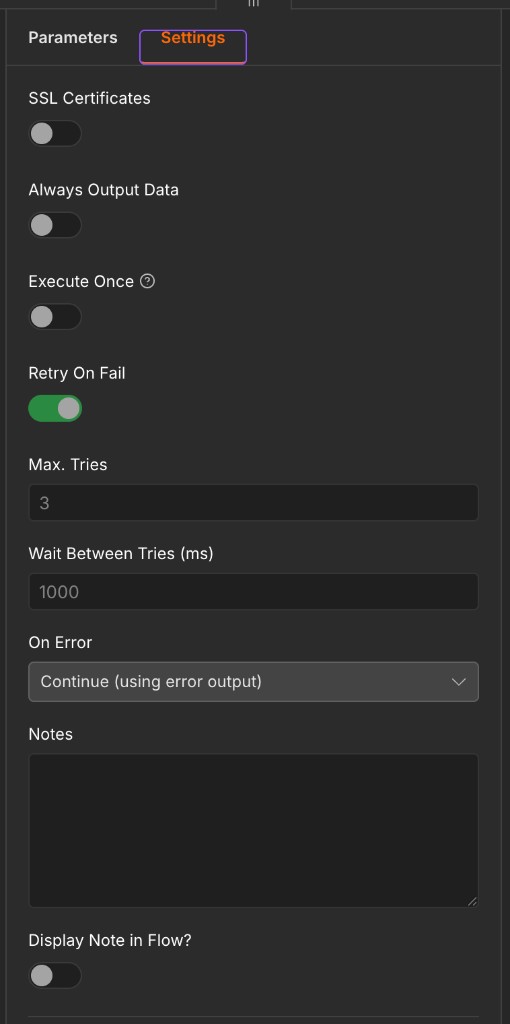 Parameters Settings
SSL Certificates
Always Output Data
Execute Once ?
Retry On Fail
Max. Tries
3
Wait Between Tries (ms)
1000
On Error
Continue (using error output)
Notes
Display Note in Flow?